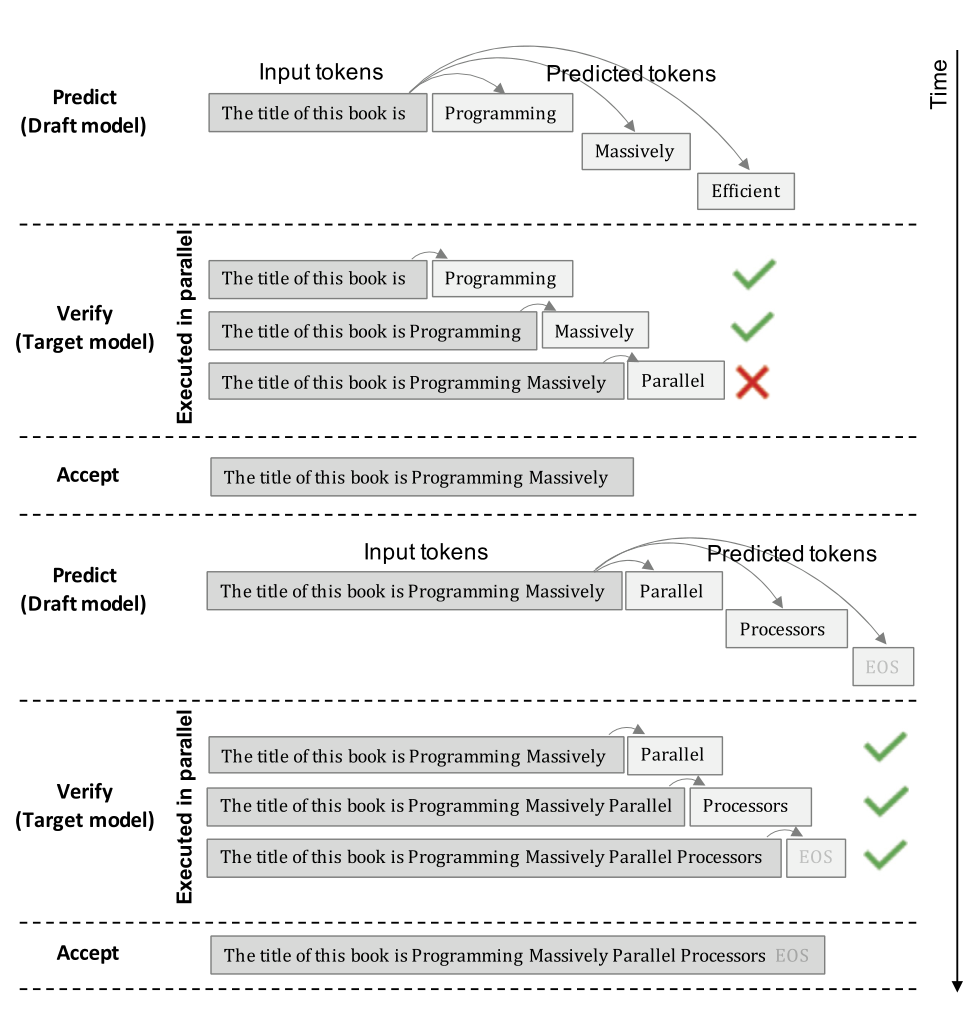 Input tokens
Predicted tokens
Time
Predict
(Draft model)
The title of this book is
Programming
Massively
Efficient
Executed in parallel
Verify
(Target model)
The title of this book is
Programming
The title of this book is Programming
Massively
The title of this book is Programming Massively
Parallel
Accept
The title of this book is Programming Massively
Input tokens
Predicted tokens
Predict
(Draft model)
The title of this book is Programming Massively
Parallel
Processors
EOS
Executed in parallel
Verify
(Target model)
The title of this book is Programming Massively
Parallel
The title of this book is Programming Massively Parallel
Processors
The title of this book is Programming Massively Parallel Processors
EOS
Accept
The title of this book is Programming Massively Parallel Processors EOS